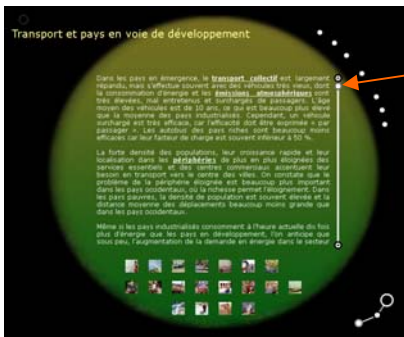 Transport et pays en voie de développement
Dans les pays en émergence, le transport collectif est largement
répandu, mais s'effectue souvent avec des véhicules très vieux, dont
la consommation d'énergie et les émissions atmosphériques sont
très élevées, mal entretenus et surchargés de passagers. L'âge
moyen des véhicules est de 10 ans, ce qui est beaucoup plus élevé
que la moyenne des pays industrialisés. Cependant, un véhicule
surchargé est très efficace, car l'efficacité doit être exprimée « par
passager ». Les autobus des pays riches sont beaucoup moins
efficaces car leur facteur de charge est souvent inférieur à 50 %.
La forte densité des populations, leur croissance rapide et leur
localisation dans les périphéries de plus en plus éloignées des
services essentiels et des centres commerciaux assentuent leur
besoin en transport vers le centre des villes. On constate que le
problème de la périphérie éloignée est beaucoup plus important
dans les pays occidentaux, où la richesse permet l'éloignement. Dans
les pays pauvres, la densité de population est souvent élevée et la
distance moyenne des déplacements beaucoup moins grande que
dans les pays occidentaux.
Même si les pays industrialisés consomment à l'heure actuelle dix fois
plus d'énergie que les pays en développement, l'on anticipe que
sous peu, l'augmentation de la demande en énergie dans le secteur